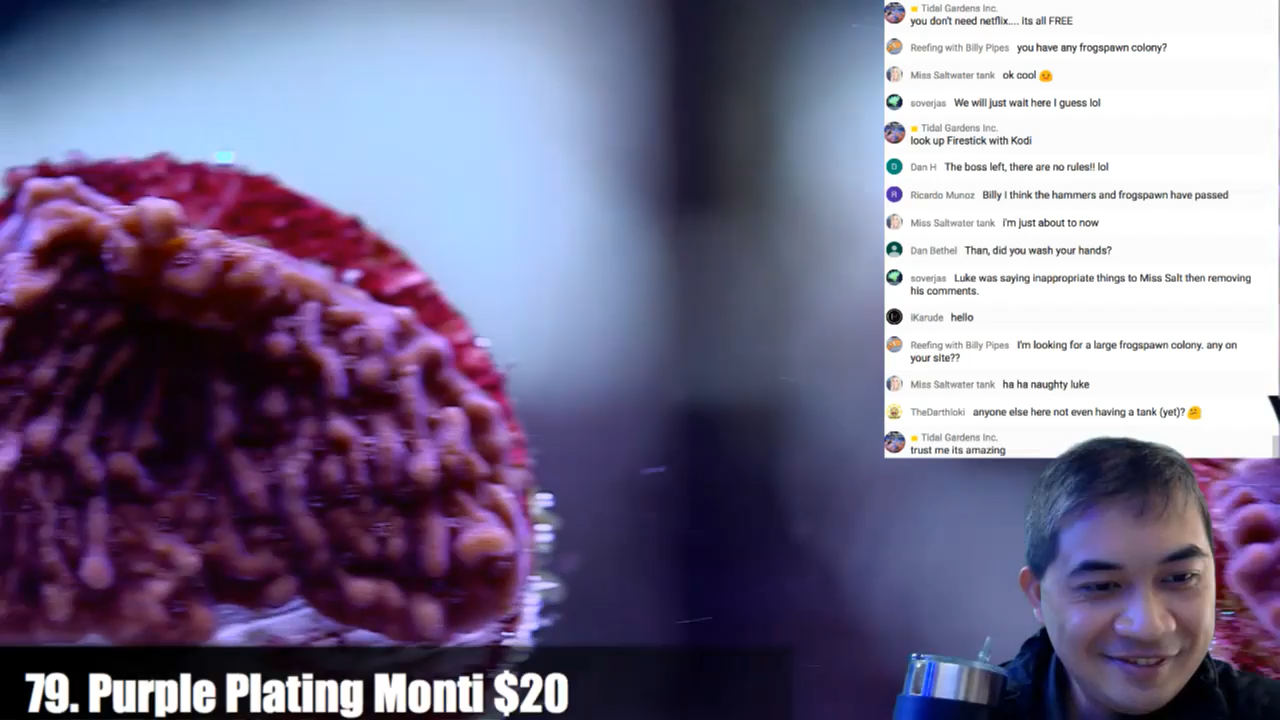 Tidal Gardens Inc.
you don't need netflix.... its all FREE
Reefing with Billy Pipes you have any frogspawn colony?
Miss Saltwater tank ok cool
soverjas We will just wait here I guess lol
Tidal Gardens Inc.
look up Firestick with Kodi
D Dan H The boss left, there are no rules!! lol
R Ricardo Munoz Billy I think the hammers and frogspawn have passed
Miss Saltwater tank i'm just about to now
Dan Bethel Than, did you wash your hands?
soverjas Luke was saying inappropriate things to Miss Salt then removing
his comments.
IKarude hello
Reefing with Billy Pipes I'm looking for a large frogspawn colony. any on
your site??
Miss Saltwater tank ha ha naughty luke
TheDarthloki anyone else here not even having a tank (yet)?
Tidal Gardens Inc.
trust me its amazing
79. Purple Plating Monti $20